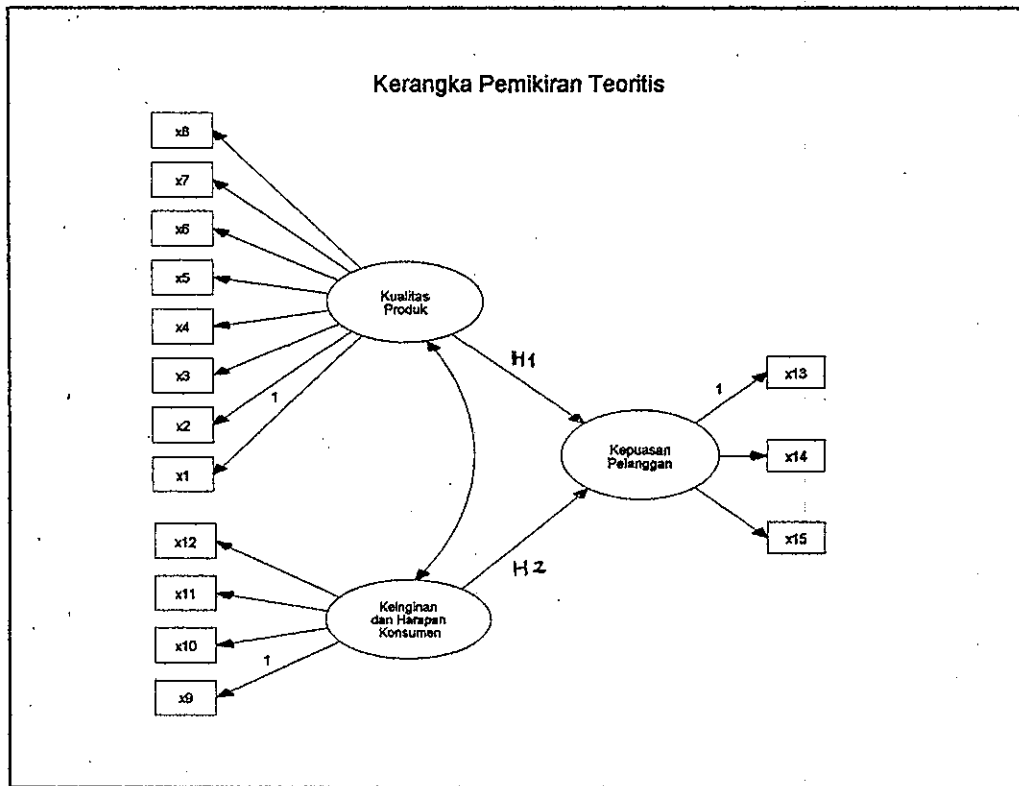 Kerangka Pemikiran Teoritis
x8
x7
x6
x5
x4
x3
x2
x1
1
Kualitas
Produk
H1
x12
x11
x10
x9
1
Keinginan
dan Harapan
Konsumen
H2
Kepuasan
Pelanggan
1
x13
x14
x15